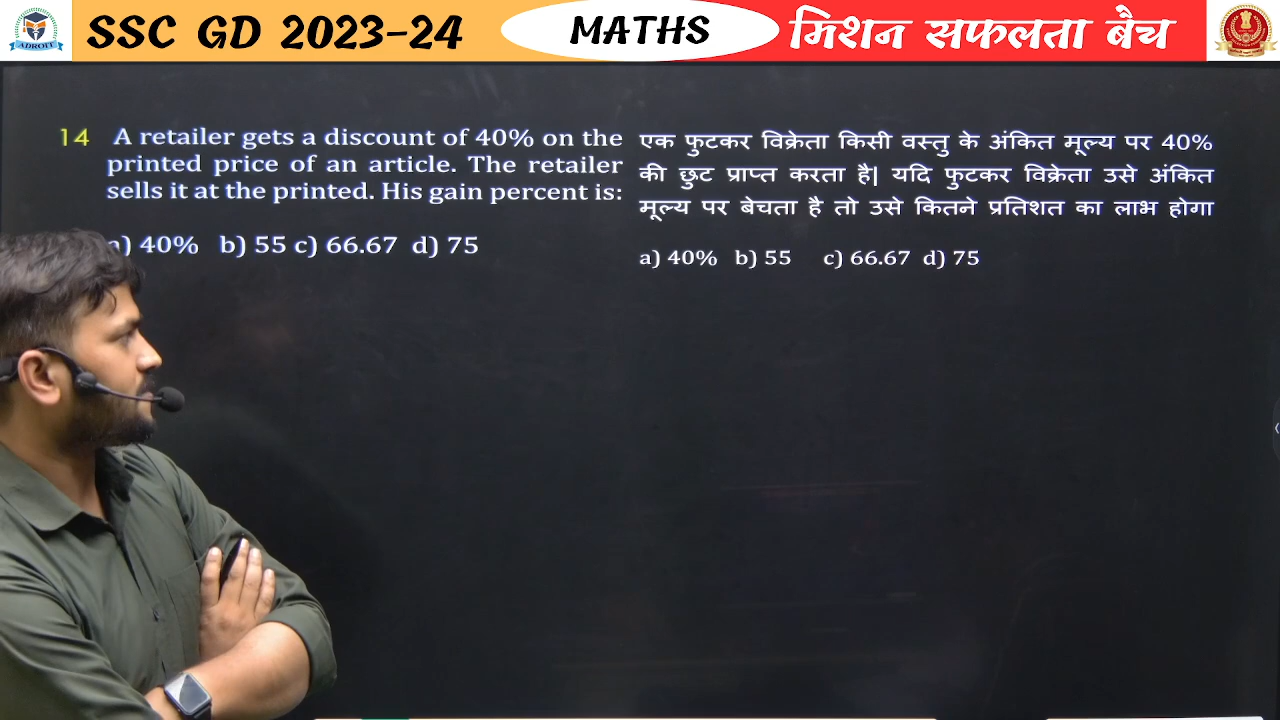 ADROIT
SSC GD 2023-24
MATHS
मिशन सफलता बैच
14 A retailer gets a discount of 40% on the
printed price of an article. The retailer
sells it at the printed. His gain percent is:
a) 40% b) 55 c) 66.67 d) 75
एक फुटकर विक्रेता किसी वस्तु के अंकित मूल्य पर 40%
की छुट प्राप्त करता है| यदि फुटकर विक्रेता उसे अंकित
मूल्य पर बेचता है तो उसे कितने प्रतिशत का लाभ होगा
a) 40% b) 55 c) 66.67 d) 75